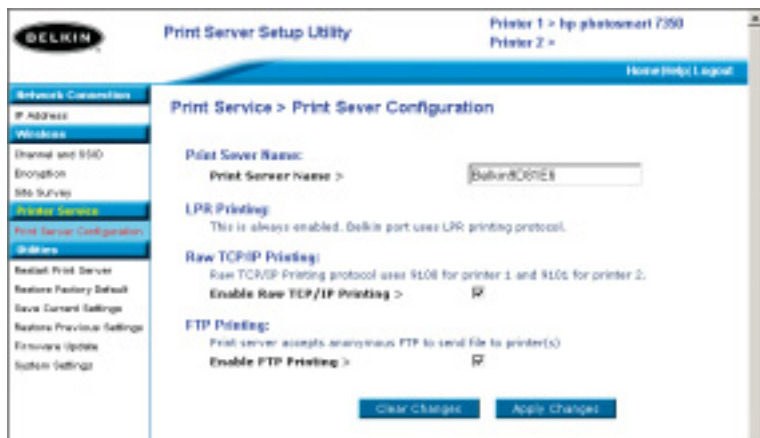 BELKIN
Print Server Setup Utility
Printer 1 > hp photosmart 7350
Printer 2 >
Home|Help| Logout
Network Connection
IP Address
Wireless
Channel and SSID
Encryption
Site Survey
Printer Service
Print Server Configuration
Utilities
Restart Print Server
Restore Factory Default
Save Current Settings
Restore Previous Settings
Firmware Update
System Settings
Print Service > Print Sever Configuration
Print Sever Name:
Print Server Name >
LPR Printing:
This is always enabled. Belkin port uses LPR printing protocol.
Raw TCP/IP Printing:
Raw TCP/IP Printing protocol uses 9100 for printer 1 and 9101 for printer 2.
Enable Raw TCP/IP Printing >
FTP Printing:
Print server accepts anonymous FTP to send file to printer(s)
Enable FTP Printing >
Clear Changes
Apply Changes